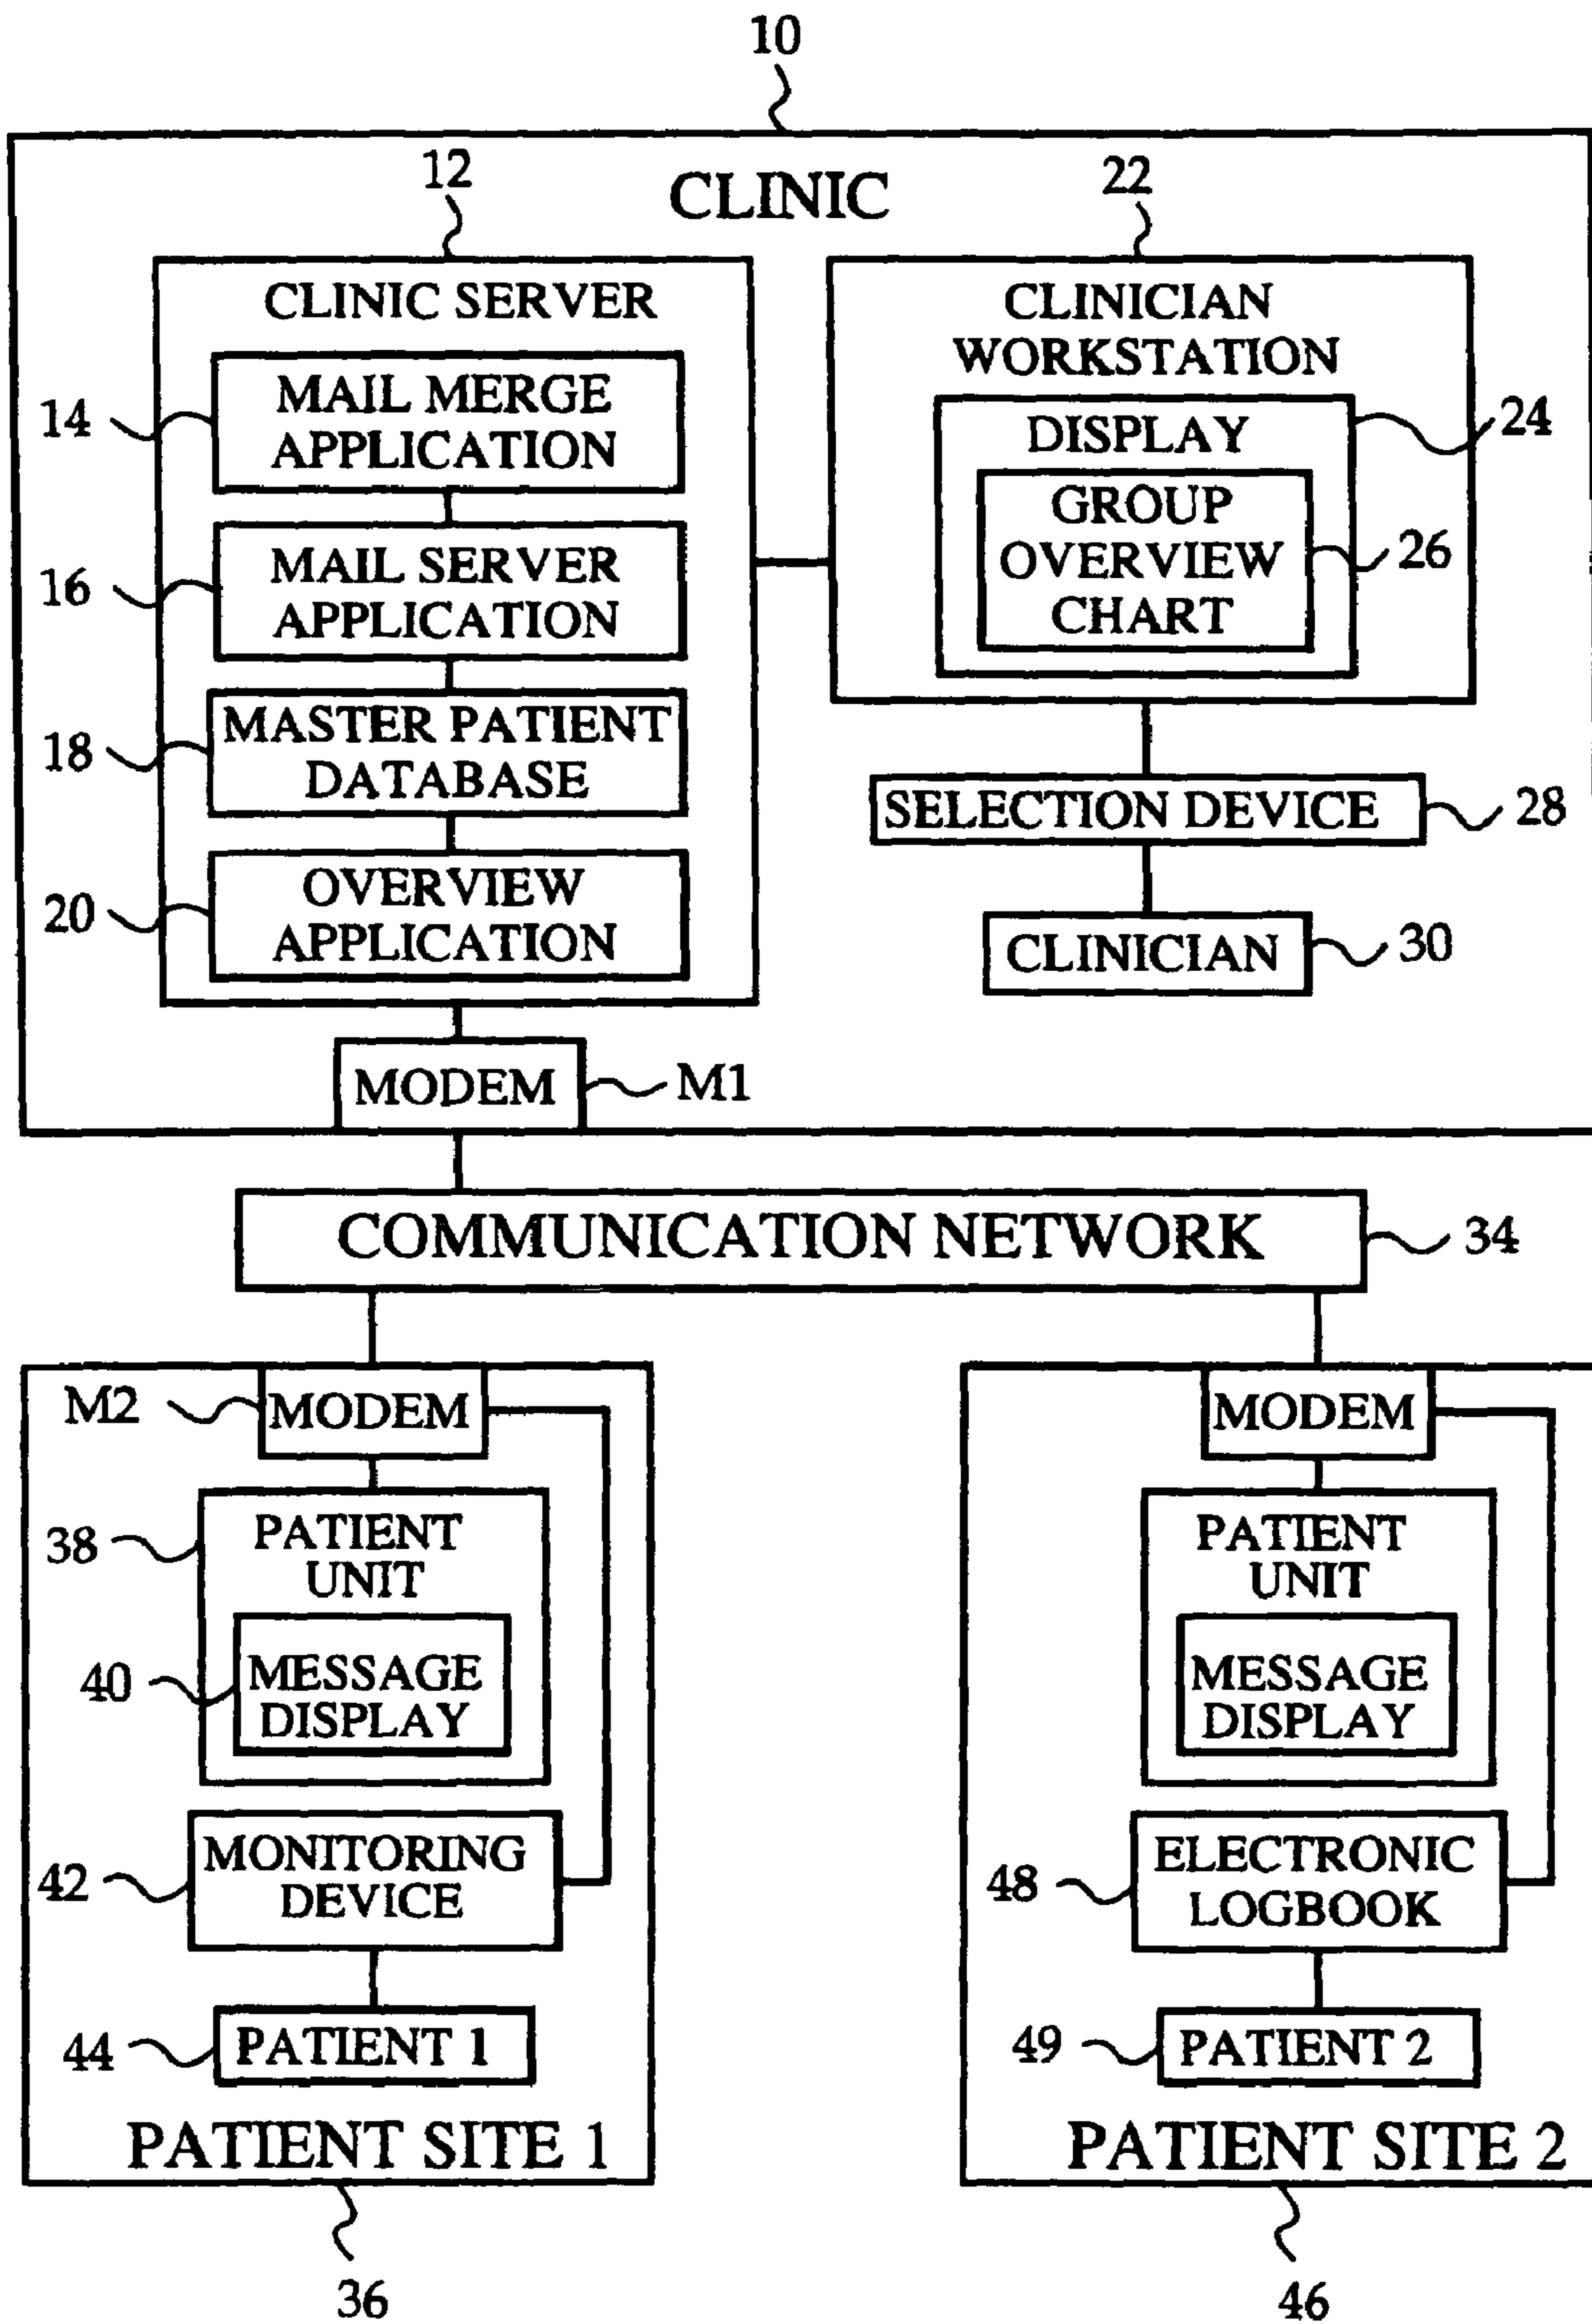 10
CLINIC
12
22
CLINIC SERVER
14
MAIL MERGE
APPLICATION
16
MAIL SERVER
APPLICATION
18
MASTER PATIENT
DATABASE
20
OVERVIEW
APPLICATION
CLINICIAN
WORKSTATION
DISPLAY
24
GROUP
OVERVIEW
CHART
26
SELECTION DEVICE
28
CLINICIAN
30
MODEM
M1
COMMUNICATION NETWORK
34
M2
MODEM
38
PATIENT
UNIT
40
MESSAGE
DISPLAY
42
MONITORING
DEVICE
44
PATIENT 1
PATIENT SITE 1
36
MODEM
PATIENT
UNIT
MESSAGE
DISPLAY
48
ELECTRONIC
LOGBOOK
49
PATIENT 2
PATIENT SITE 2
46